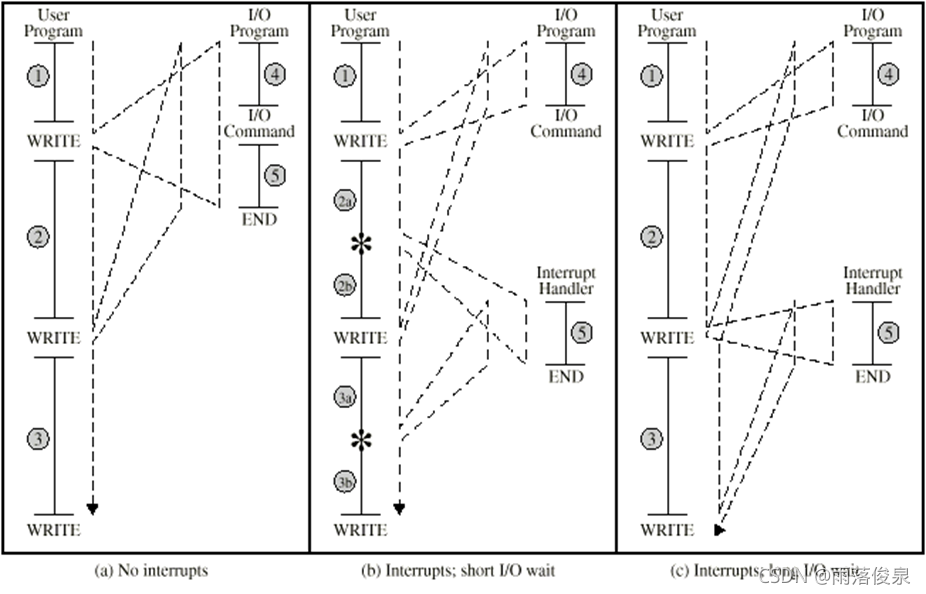 User
Program
I/O
Program
1
4
I/O
Command
WRITE
5
END
2
WRITE
3
WRITE
(a) No interrupts
User
Program
I/O
Program
1
4
I/O
Command
WRITE
2a
*
2b
Interrupt
Handler
WRITE
5
END
3a
*
3b
WRITE
(b) Interrupts; short I/O wait
User
Program
I/O
Program
1
4
I/O
Command
WRITE
2
Interrupt
Handler
WRITE
5
END
3
WRITE
(c) Interrupts; long I/O wait
CSDN @雨落俊泉